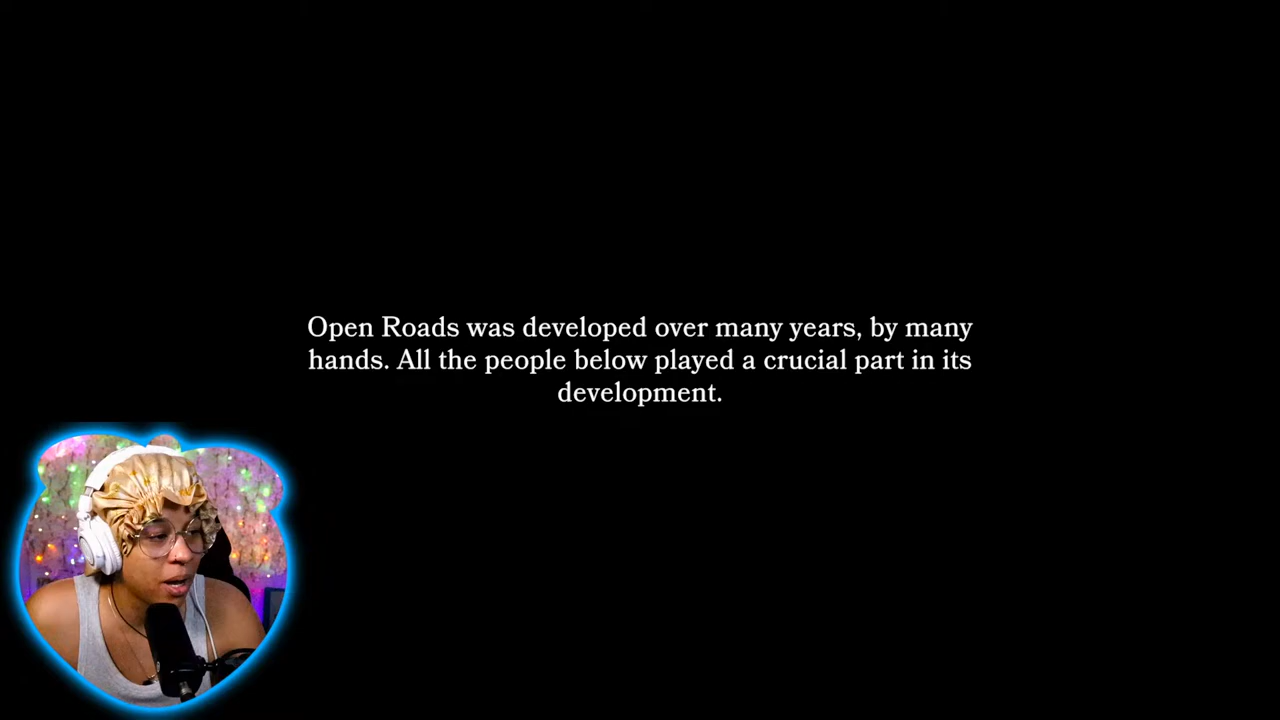 Open Roads was developed over many years, by many
hands. All the people below played a crucial part in its
development.